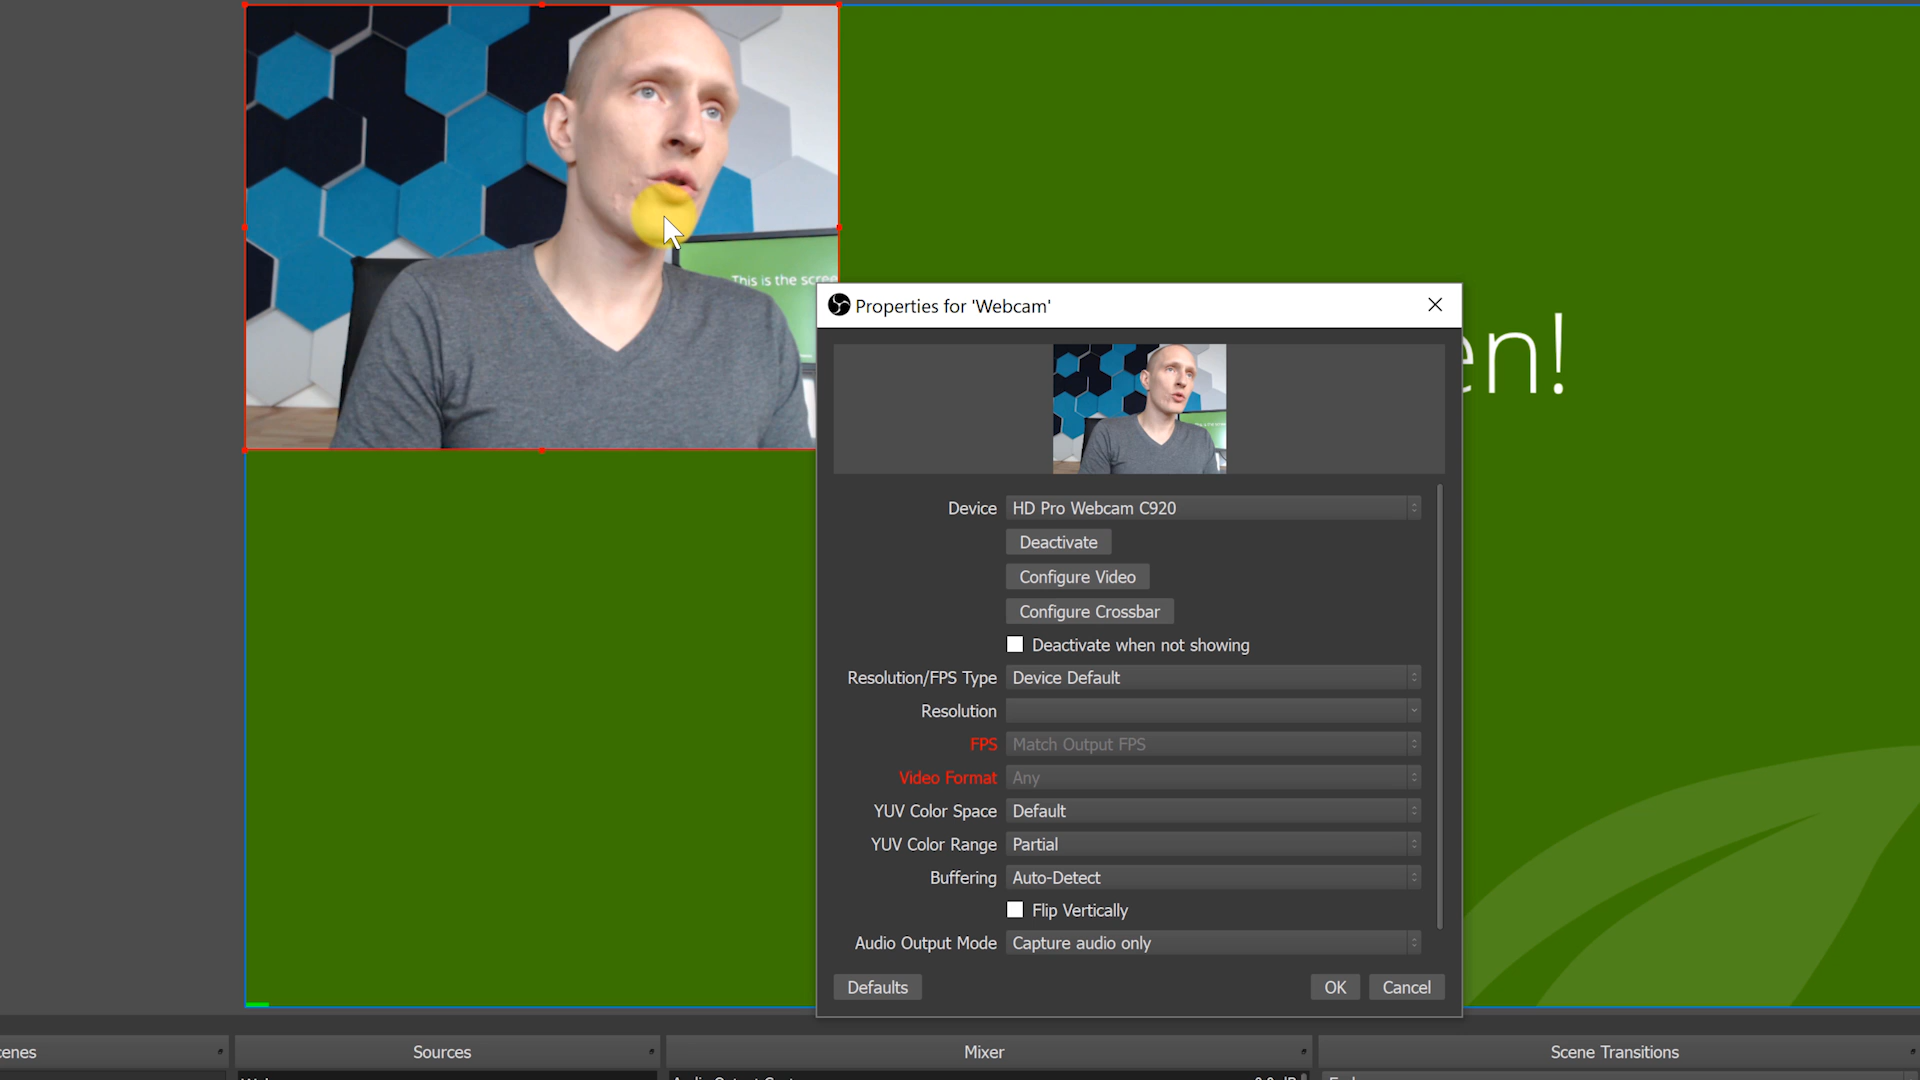 This is the scree
Properties for 'Webcam'
en!
Device HD Pro Webcam C920
Deactivate
Configure Video
Configure Crossbar
Deactivate when not showing
Resolution/FPS Type Device Default
Resolution
FPS Match Output FPS
Video Format Any
YUV Color Space Default
YUV Color Range Partial
Buffering Auto-Detect
Flip Vertically
Audio Output Mode Capture audio only
Defaults OK Cancel
cenes Sources Mixer Scene Transitions